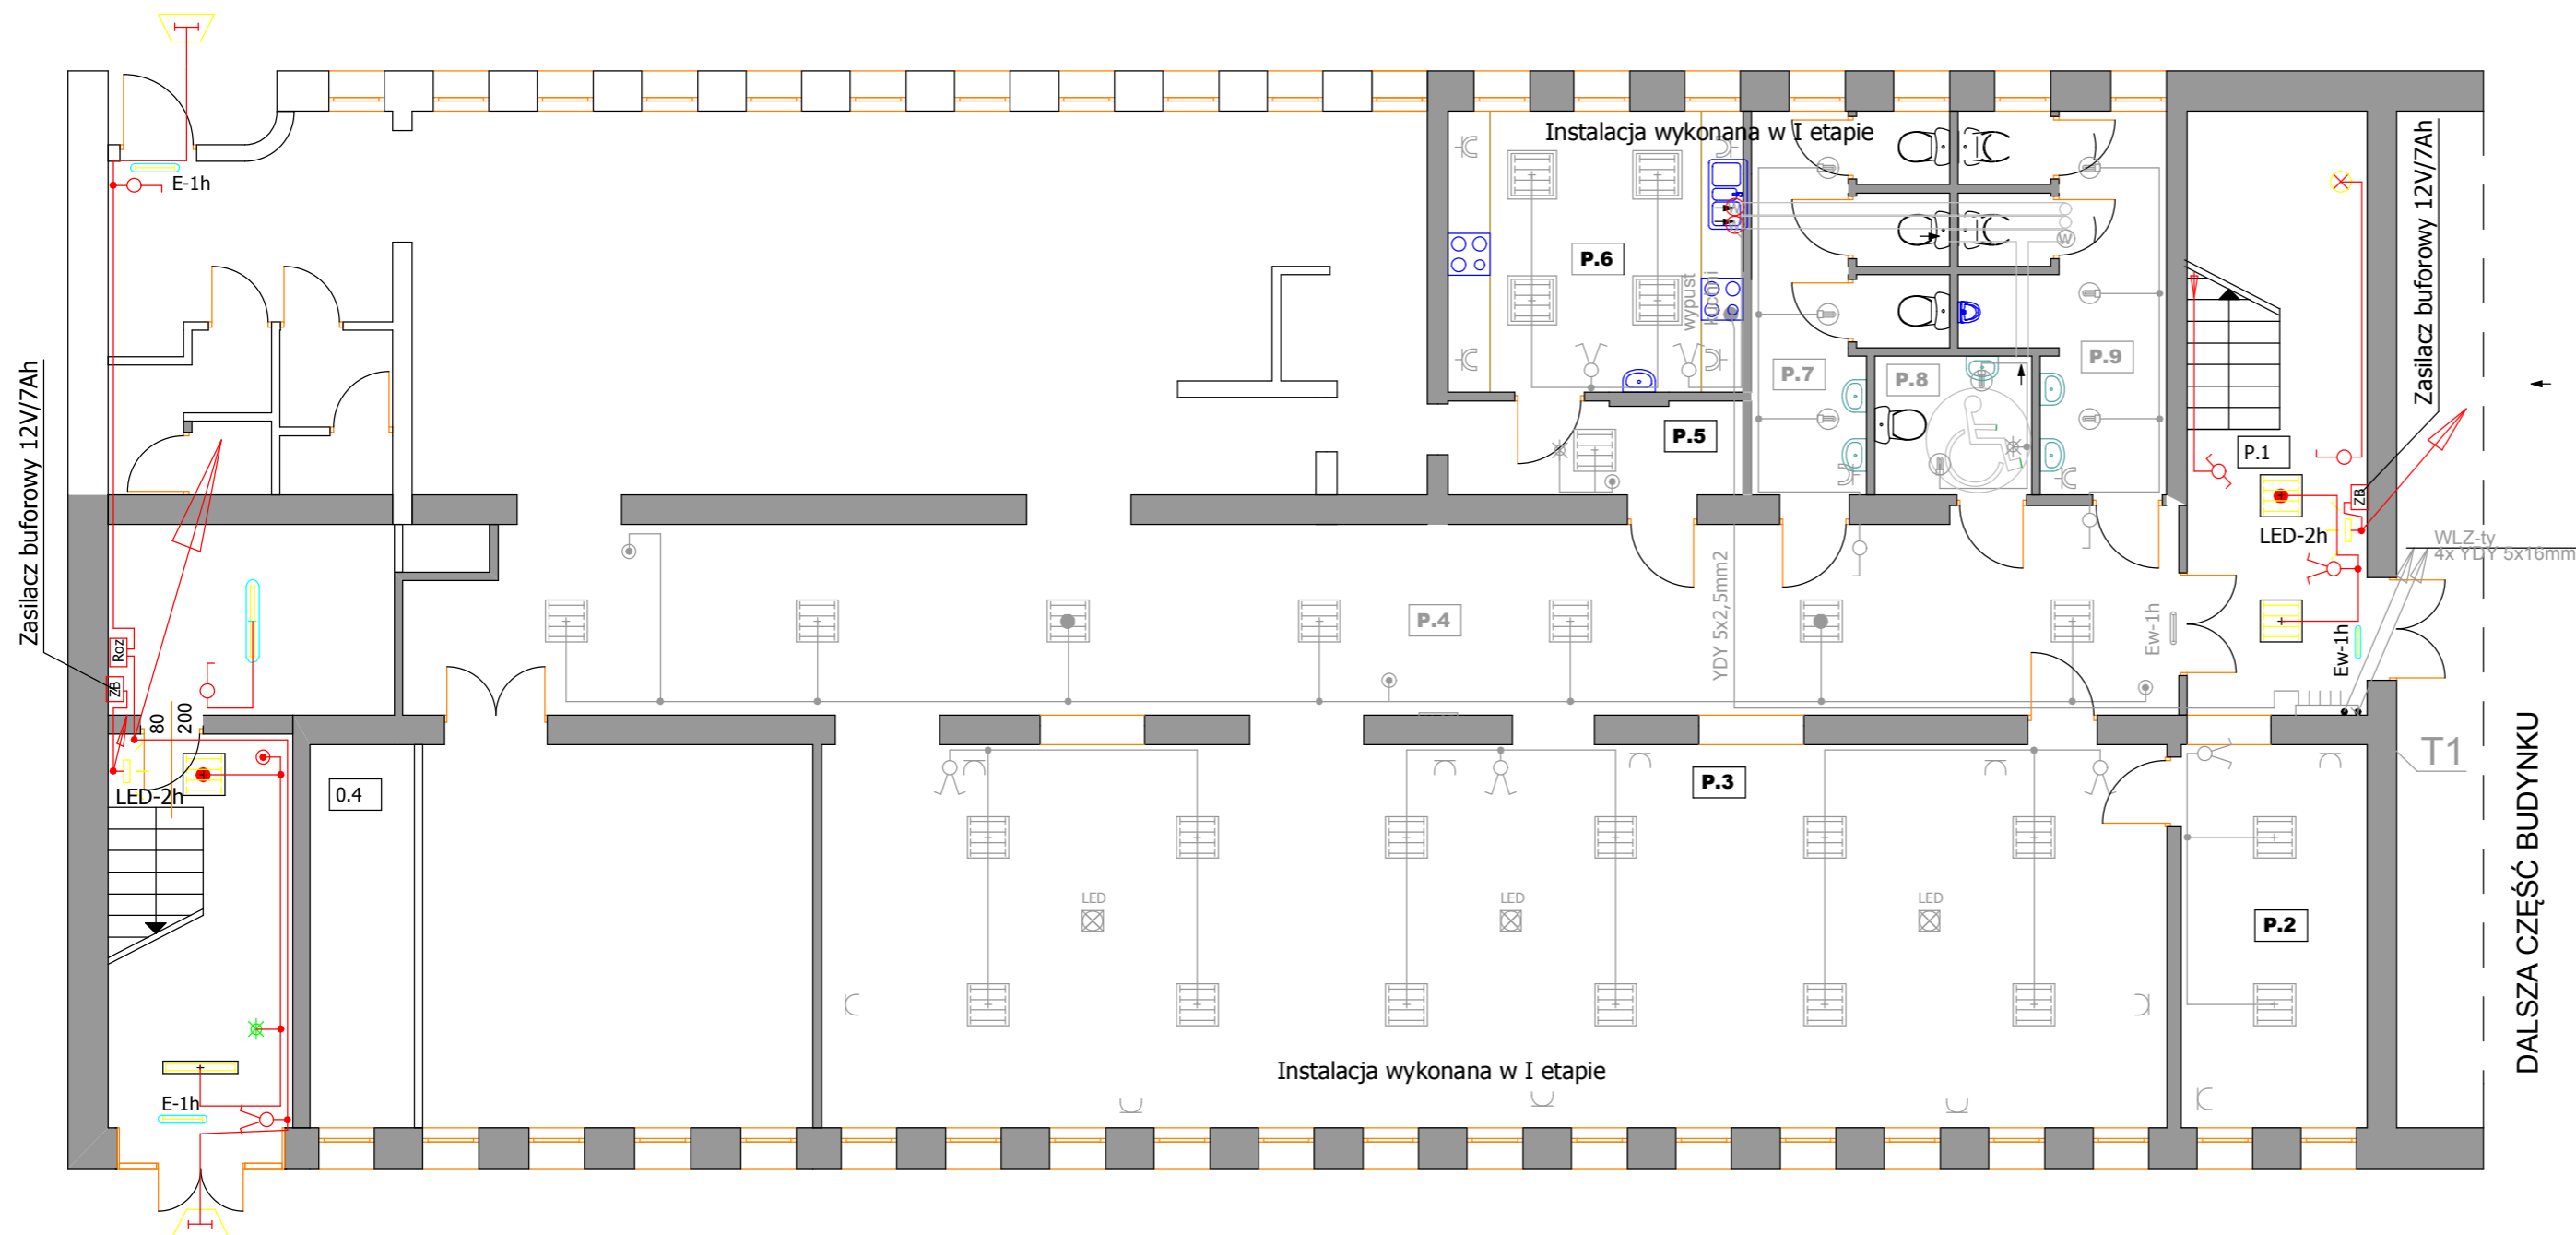 Instalacja wykonana w I etapie
E-1h
P.6
wypust
kuchni
P.7
P.8
P.9
P.5
P.1
Zasilacz buforowy 12V/7Ah
ZB
LED-2h
WLZ-ty
4x YDY 5x16mm
Zasilacz buforowy 12V/7Ah
Roz
ZB
80
200
LED-2h
YDY 5x2,5mm2
P.4
Ew-1h
Ew-1h
W
0.4
P.3
T1
DALSZA CZĘŚĆ BUDYNKU
LED
LED
LED
P.2
Instalacja wykonana w I etapie
E-1h